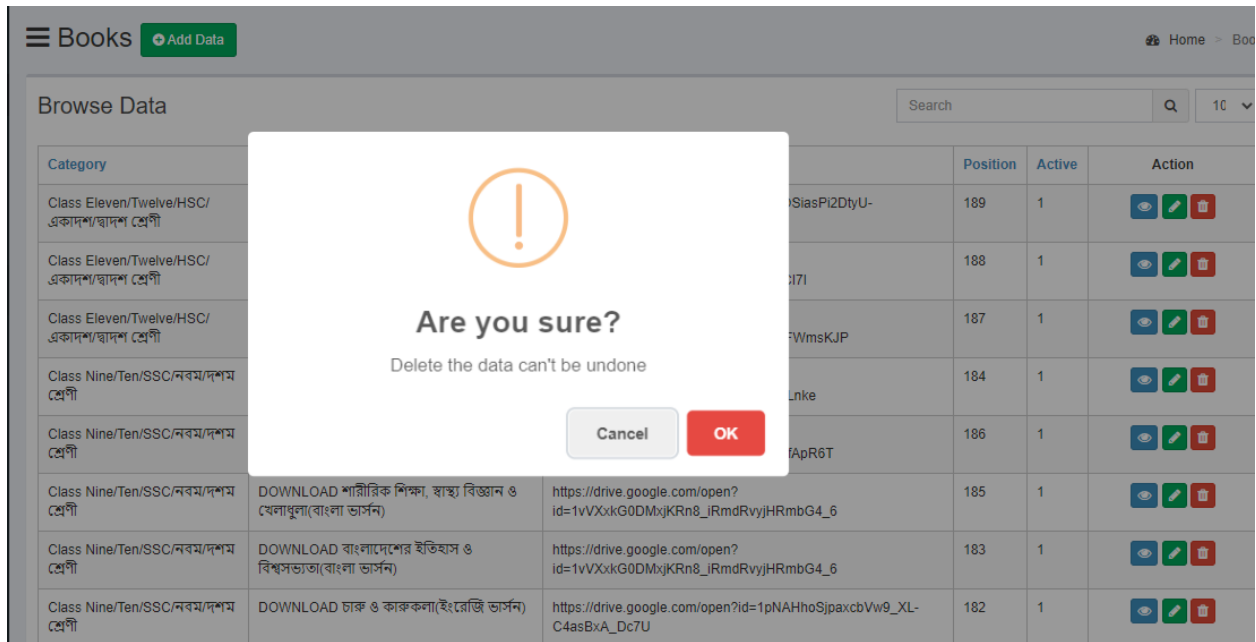 Books Add Data
Home > Boo
Browse Data
Search
10
Category Position Active Action
Class Eleven/Twelve/HSC/
একাদশ/দ্বাদশ শ্রেণী
SiasPi2DtyU-
189 1
Class Eleven/Twelve/HSC/
একাদশ/দ্বাদশ শ্রেণী
188 1
Class Eleven/Twelve/HSC/
একাদশ/দ্বাদশ শ্রেণী
FWmsKJP
187 1
Class Nine/Ten/SSC/নবম/দশম
শ্রেণী
Lnke
184 1
Class Nine/Ten/SSC/নবম/দশম
শ্রেণী
fApR6T
186 1
Are you sure?
Delete the data can't be undone
Cancel OK
Class Nine/Ten/SSC/নবম/দশম
শ্রেণী
DOWNLOAD শারীরিক শিক্ষা, স্বাস্থ্য বিজ্ঞান ও
খেলাধুলা(বাংলা ভার্সন)
https://drive.google.com/open?
id=1vVXxkG0DMxjKRn8_iRmdRvyjHRmbG4_6
185 1
Class Nine/Ten/SSC/নবম/দশম
শ্রেণী
DOWNLOAD বাংলাদেশের ইতিহাস ও
বিশ্বসভ্যতা(বাংলা ভার্সন)
https://drive.google.com/open?
id=1vVXxkG0DMxjKRn8_iRmdRvyjHRmbG4_6
183 1
Class Nine/Ten/SSC/নবম/দশম
শ্রেণী
DOWNLOAD চারু ও কারুকলা(ইংরেজি ভার্সন)
https://drive.google.com/open?id=1pNAHhoSjpaxcbVw9_XL-
C4asBxA_Dc7U
182 1